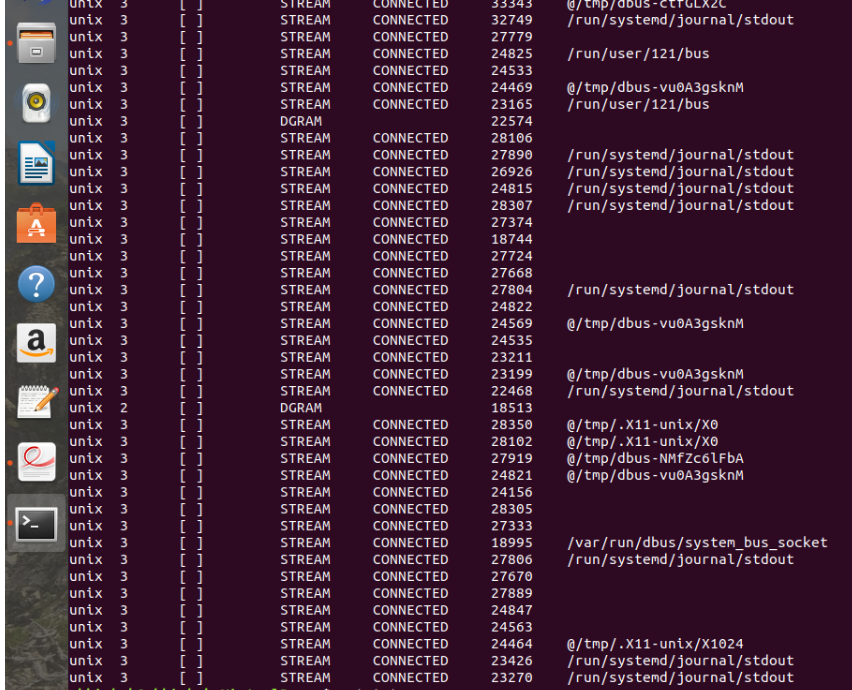 unix 3 [ ] STREAM CONNECTED 33343 @/tmp/dbus-ctfGLX2C
unix 3 [ ] STREAM CONNECTED 32749 /run/systemd/journal/stdout
unix 3 [ ] STREAM CONNECTED 27779
unix 3 [ ] STREAM CONNECTED 24825 /run/user/121/bus
unix 3 [ ] STREAM CONNECTED 24533
unix 3 [ ] STREAM CONNECTED 24469 @/tmp/dbus-vu0A3gsknM
unix 3 [ ] STREAM CONNECTED 23165 /run/user/121/bus
unix 3 [ ] DGRAM 22574
unix 3 [ ] STREAM CONNECTED 28106
unix 3 [ ] STREAM CONNECTED 27890 /run/systemd/journal/stdout
unix 3 [ ] STREAM CONNECTED 26926 /run/systemd/journal/stdout
unix 3 [ ] STREAM CONNECTED 24815 /run/systemd/journal/stdout
unix 3 [ ] STREAM CONNECTED 28307 /run/systemd/journal/stdout
unix 3 [ ] STREAM CONNECTED 27374
unix 3 [ ] STREAM CONNECTED 18744
unix 3 [ ] STREAM CONNECTED 27724
unix 3 [ ] STREAM CONNECTED 27668
unix 3 [ ] STREAM CONNECTED 27804 /run/systemd/journal/stdout
unix 3 [ ] STREAM CONNECTED 24822
unix 3 [ ] STREAM CONNECTED 24569 @/tmp/dbus-vu0A3gsknM
unix 3 [ ] STREAM CONNECTED 24535
unix 3 [ ] STREAM CONNECTED 23211
unix 3 [ ] STREAM CONNECTED 23199 @/tmp/dbus-vu0A3gsknM
unix 3 [ ] STREAM CONNECTED 22468 /run/systemd/journal/stdout
unix 2 [ ] DGRAM 18513
unix 3 [ ] STREAM CONNECTED 28350 @/tmp/.X11-unix/X0
unix 3 [ ] STREAM CONNECTED 28102 @/tmp/.X11-unix/X0
unix 3 [ ] STREAM CONNECTED 27919 @/tmp/dbus-NMfZc6lFbA
unix 3 [ ] STREAM CONNECTED 24821 @/tmp/dbus-vu0A3gsknM
unix 3 [ ] STREAM CONNECTED 24156
unix 3 [ ] STREAM CONNECTED 28305
unix 3 [ ] STREAM CONNECTED 27333
unix 3 [ ] STREAM CONNECTED 18995 /var/run/dbus/system_bus_socket
unix 3 [ ] STREAM CONNECTED 27806 /run/systemd/journal/stdout
unix 3 [ ] STREAM CONNECTED 27670
unix 3 [ ] STREAM CONNECTED 27889
unix 3 [ ] STREAM CONNECTED 24847
unix 3 [ ] STREAM CONNECTED 24563
unix 3 [ ] STREAM CONNECTED 24464 @/tmp/.X11-unix/X1024
unix 3 [ ] STREAM CONNECTED 23426 /run/systemd/journal/stdout
unix 3 [ ] STREAM CONNECTED 23270 /run/systemd/journal/stdout